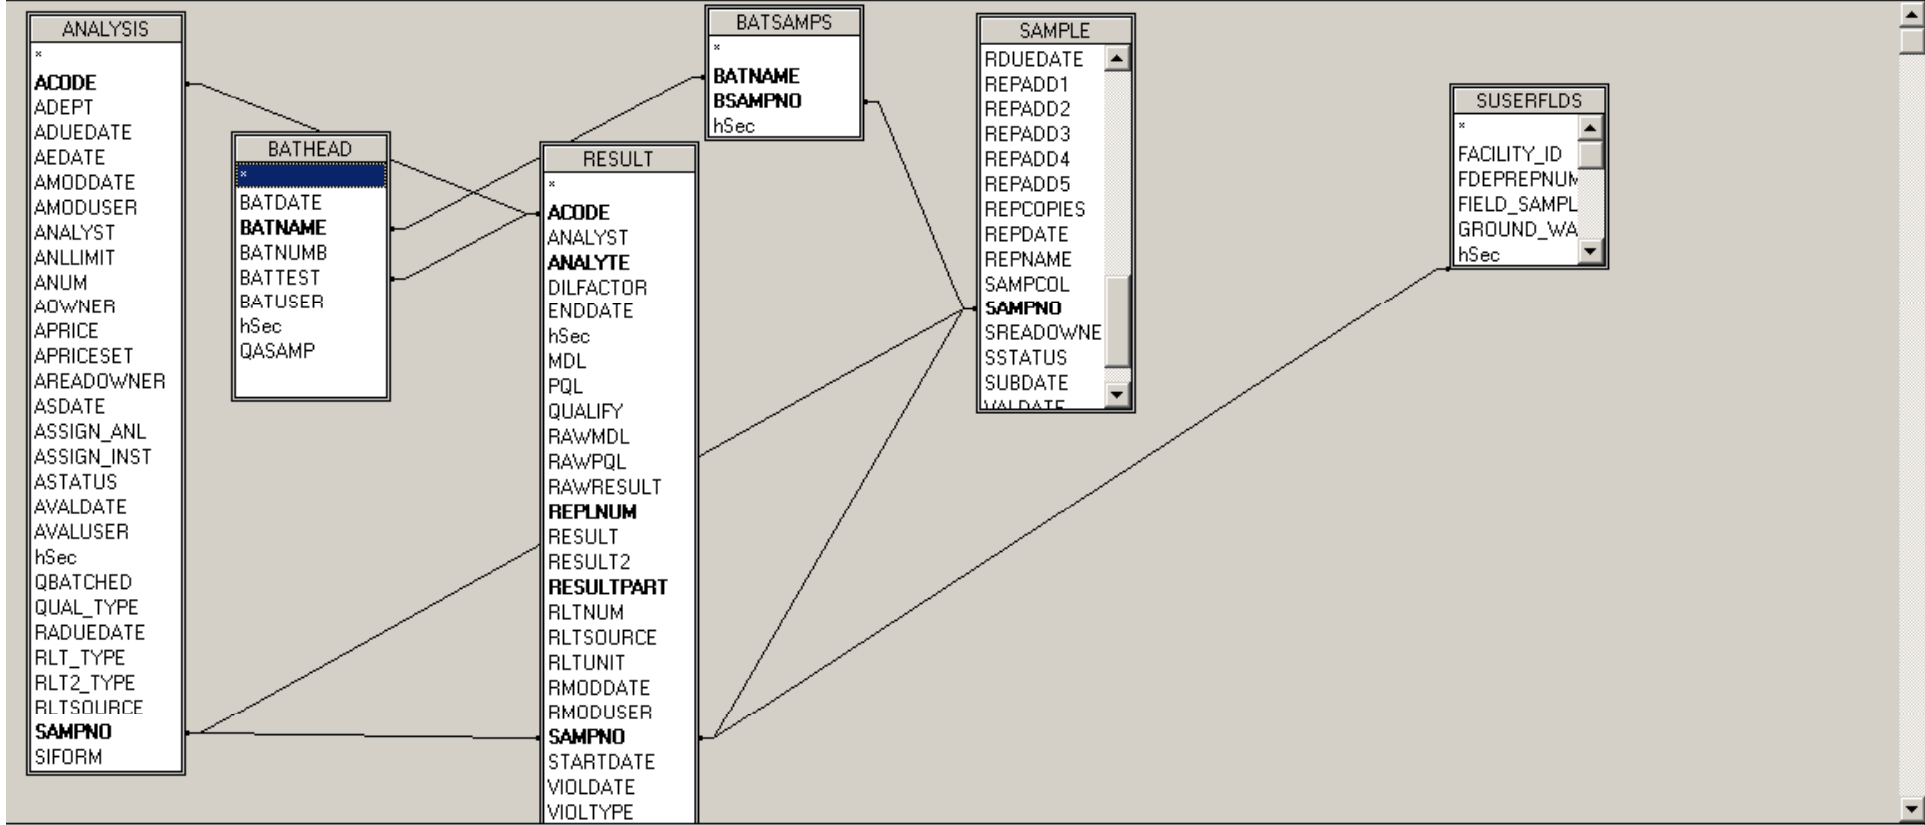 ANALYSIS
*
ACODE
ADEPT
ADUEDATE
AEDATE
AMODDATE
AMODUSER
ANALYST
ANLLIMIT
ANUM
AOWNER
APRICE
APRICESET
AREADOWNER
ASDATE
ASSIGN_ANL
ASSIGN_INST
ASTATUS
AVALDATE
AVALUSER
hSec
QBATCHED
QUAL_TYPE
RADUEDATE
RLT_TYPE
RLT2_TYPE
RLTSOURCE
SAMPNO
SIFORM
BATHEAD
*
BATDATE
BATNAME
BATNUMB
BATTEST
BATUSER
hSec
QASAMP
RESULT
*
ACODE
ANALYST
ANALYTE
DILFACTOR
ENDDATE
hSec
MDL
PQL
QUALIFY
RAWMDL
RAWPQL
RAWRESULT
REPLNUM
RESULT
RESULT2
RESULTPART
RLTNUM
RLTSOURCE
RLTUNIT
RMODDATE
RMODUSER
SAMPNO
STARTDATE
VIOLDATE
VIOLTYPE
BATSAMPS
*
BATNAME
BSAMPNO
hSec
SAMPLE
RDUEDATE
REPADD1
REPADD2
REPADD3
REPADD4
REPADD5
REPCOPIES
REPDATE
REPNAME
SAMPCOL
SAMPNO
SREADOWNE
SSTATUS
SUBDATE
VALDATE
SUSERFLDS
*
FACILITY_ID
FDEPREPNUM
FIELD_SAMPL
GROUND_WA
hSec